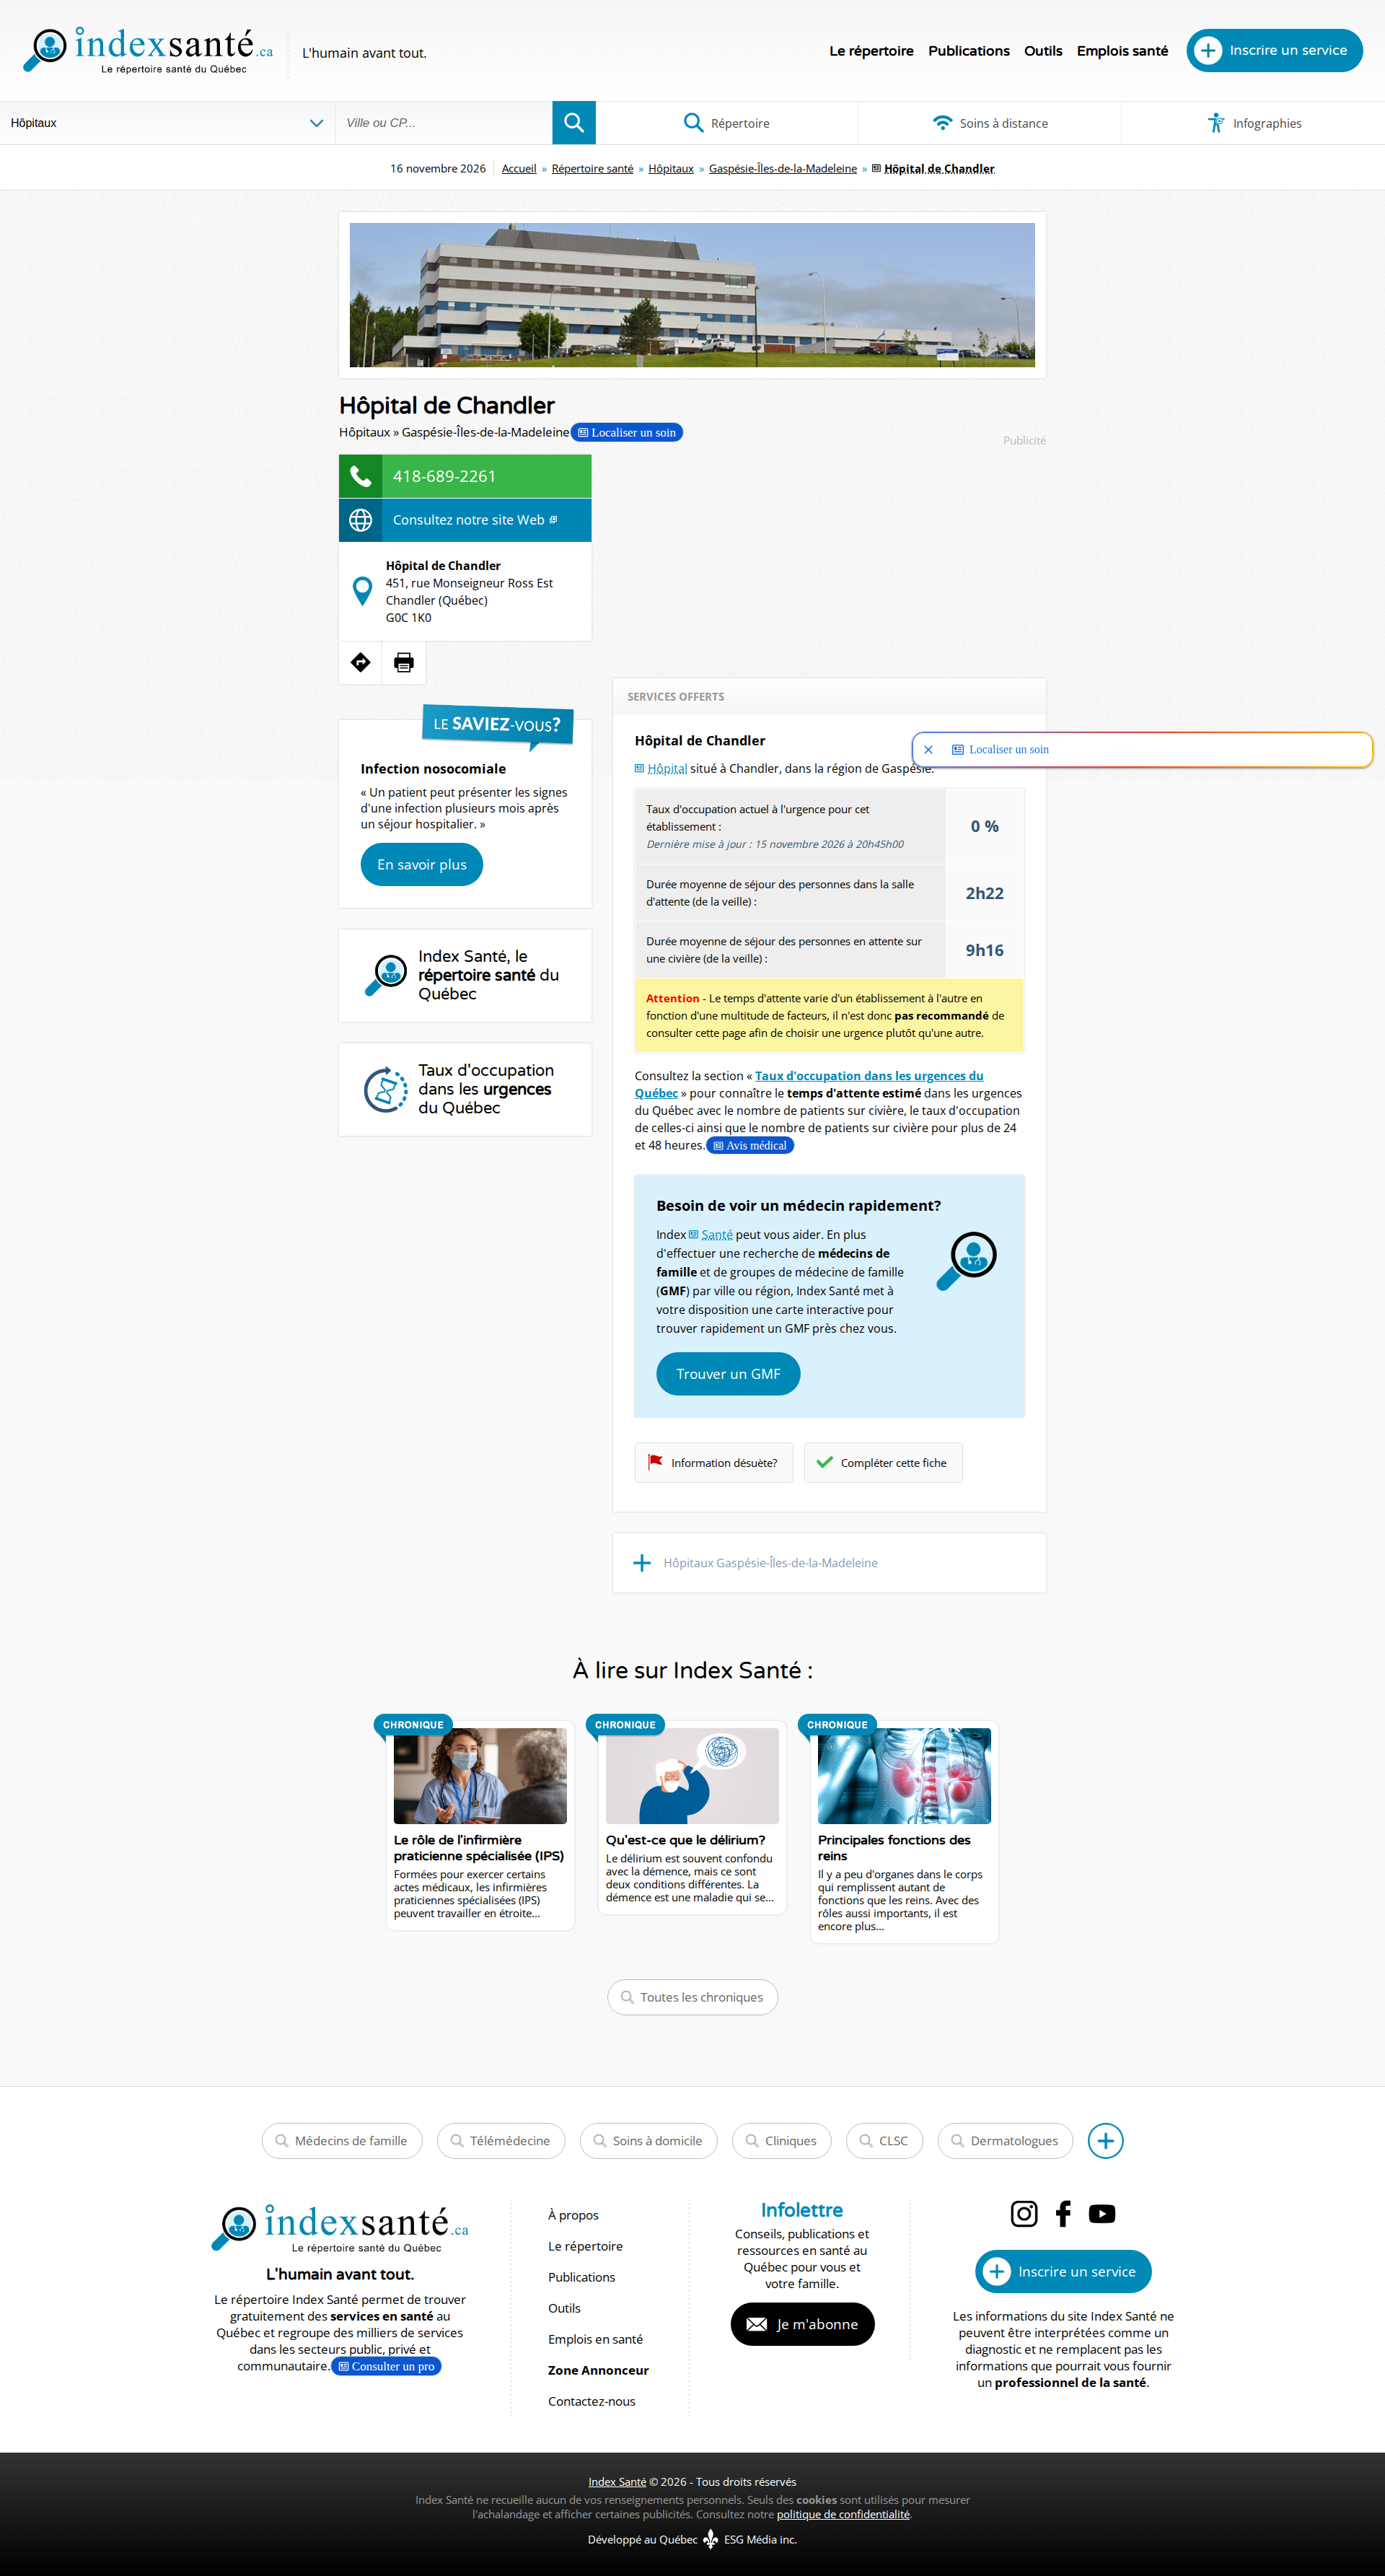 indexsanté.ca
Le répertoire santé du Québec
L'humain avant tout.
Le répertoire
Publications
Outils
Emplois santé
Inscrire un service
Hôpitaux
Ville ou CP...
Répertoire
Soins à distance
Infographies
16 novembre 2026
Accueil » Répertoire santé » Hôpitaux » Gaspésie-Îles-de-la-Madeleine » Hôpital de Chandler
Hôpital de Chandler
Hôpitaux » Gaspésie-Îles-de-la-Madeleine Localiser un soin
Publicité
418-689-2261
Consultez notre site Web
Hôpital de Chandler
451, rue Monseigneur Ross Est
Chandler (Québec)
G0C 1K0
LE SAVIEZ-VOUS?
Infection nosocomiale
« Un patient peut présenter les signes
d'une infection plusieurs mois après
un séjour hospitalier. »
En savoir plus
Index Santé, le
répertoire santé du
Québec
Taux d'occupation
dans les urgences
du Québec
SERVICES OFFERTS
Hôpital de Chandler
Localiser un soin
Hôpital situé à Chandler, dans la région de Gaspésie.
Taux d'occupation actuel à l'urgence pour cet
établissement :
Dernière mise à jour : 15 novembre 2026 à 20h45h00
0 %
Durée moyenne de séjour des personnes dans la salle
d'attente (de la veille) :
2h22
Durée moyenne de séjour des personnes en attente sur
une civière (de la veille) :
9h16
Attention - Le temps d'attente varie d'un établissement à l'autre en
fonction d'une multitude de facteurs, il n'est donc pas recommandé de
consulter cette page afin de choisir une urgence plutôt qu'une autre.
Consultez la section « Taux d'occupation dans les urgences du
Québec » pour connaître le temps d'attente estimé dans les urgences
du Québec avec le nombre de patients sur civière, le taux d'occupation
de celles-ci ainsi que le nombre de patients sur civière pour plus de 24
et 48 heures. Avis médical
Besoin de voir un médecin rapidement?
Index Santé peut vous aider. En plus
d'effectuer une recherche de médecins de
famille et de groupes de médecine de famille
(GMF) par ville ou région, Index Santé met à
votre disposition une carte interactive pour
trouver rapidement un GMF près chez vous.
Trouver un GMF
Information désuète?
Compléter cette fiche
Hôpitaux Gaspésie-Îles-de-la-Madeleine
À lire sur Index Santé :
CHRONIQUE
Le rôle de l'infirmière
praticienne spécialisée (IPS)
Formées pour exercer certains
actes médicaux, les infirmières
praticiennes spécialisées (IPS)
peuvent travailler en étroite...
CHRONIQUE
Qu'est-ce que le délirium?
Le délirium est souvent confondu
avec la démence, mais ce sont
deux conditions différentes. La
démence est une maladie qui se...
CHRONIQUE
Principales fonctions des
reins
Il y a peu d'organes dans le corps
qui remplissent autant de
fonctions que les reins. Avec des
rôles aussi importants, il est
encore plus...
Toutes les chroniques
Médecins de famille
Télémédecine
Soins à domicile
Cliniques
CLSC
Dermatologues
indexsanté.ca
Le répertoire santé du Québec
L'humain avant tout.
Le répertoire Index Santé permet de trouver
gratuitement des services en santé au
Québec et regroupe des milliers de services
dans les secteurs public, privé et
communautaire. Consulter un pro
À propos
Le répertoire
Publications
Outils
Emplois en santé
Zone Annonceur
Contactez-nous
Infolettre
Conseils, publications et
ressources en santé au
Québec pour vous et
votre famille.
Je m'abonne
Inscrire un service
Les informations du site Index Santé ne
peuvent être interprétées comme un
diagnostic et ne remplacent pas les
informations que pourrait vous fournir
un professionnel de la santé.
Index Santé © 2026 - Tous droits réservés
Index Santé ne recueille aucun de vos renseignements personnels. Seuls des cookies sont utilisés pour mesurer
l'achalandage et afficher certaines publicités. Consultez notre politique de confidentialité.
Développé au Québec ESG Média inc.